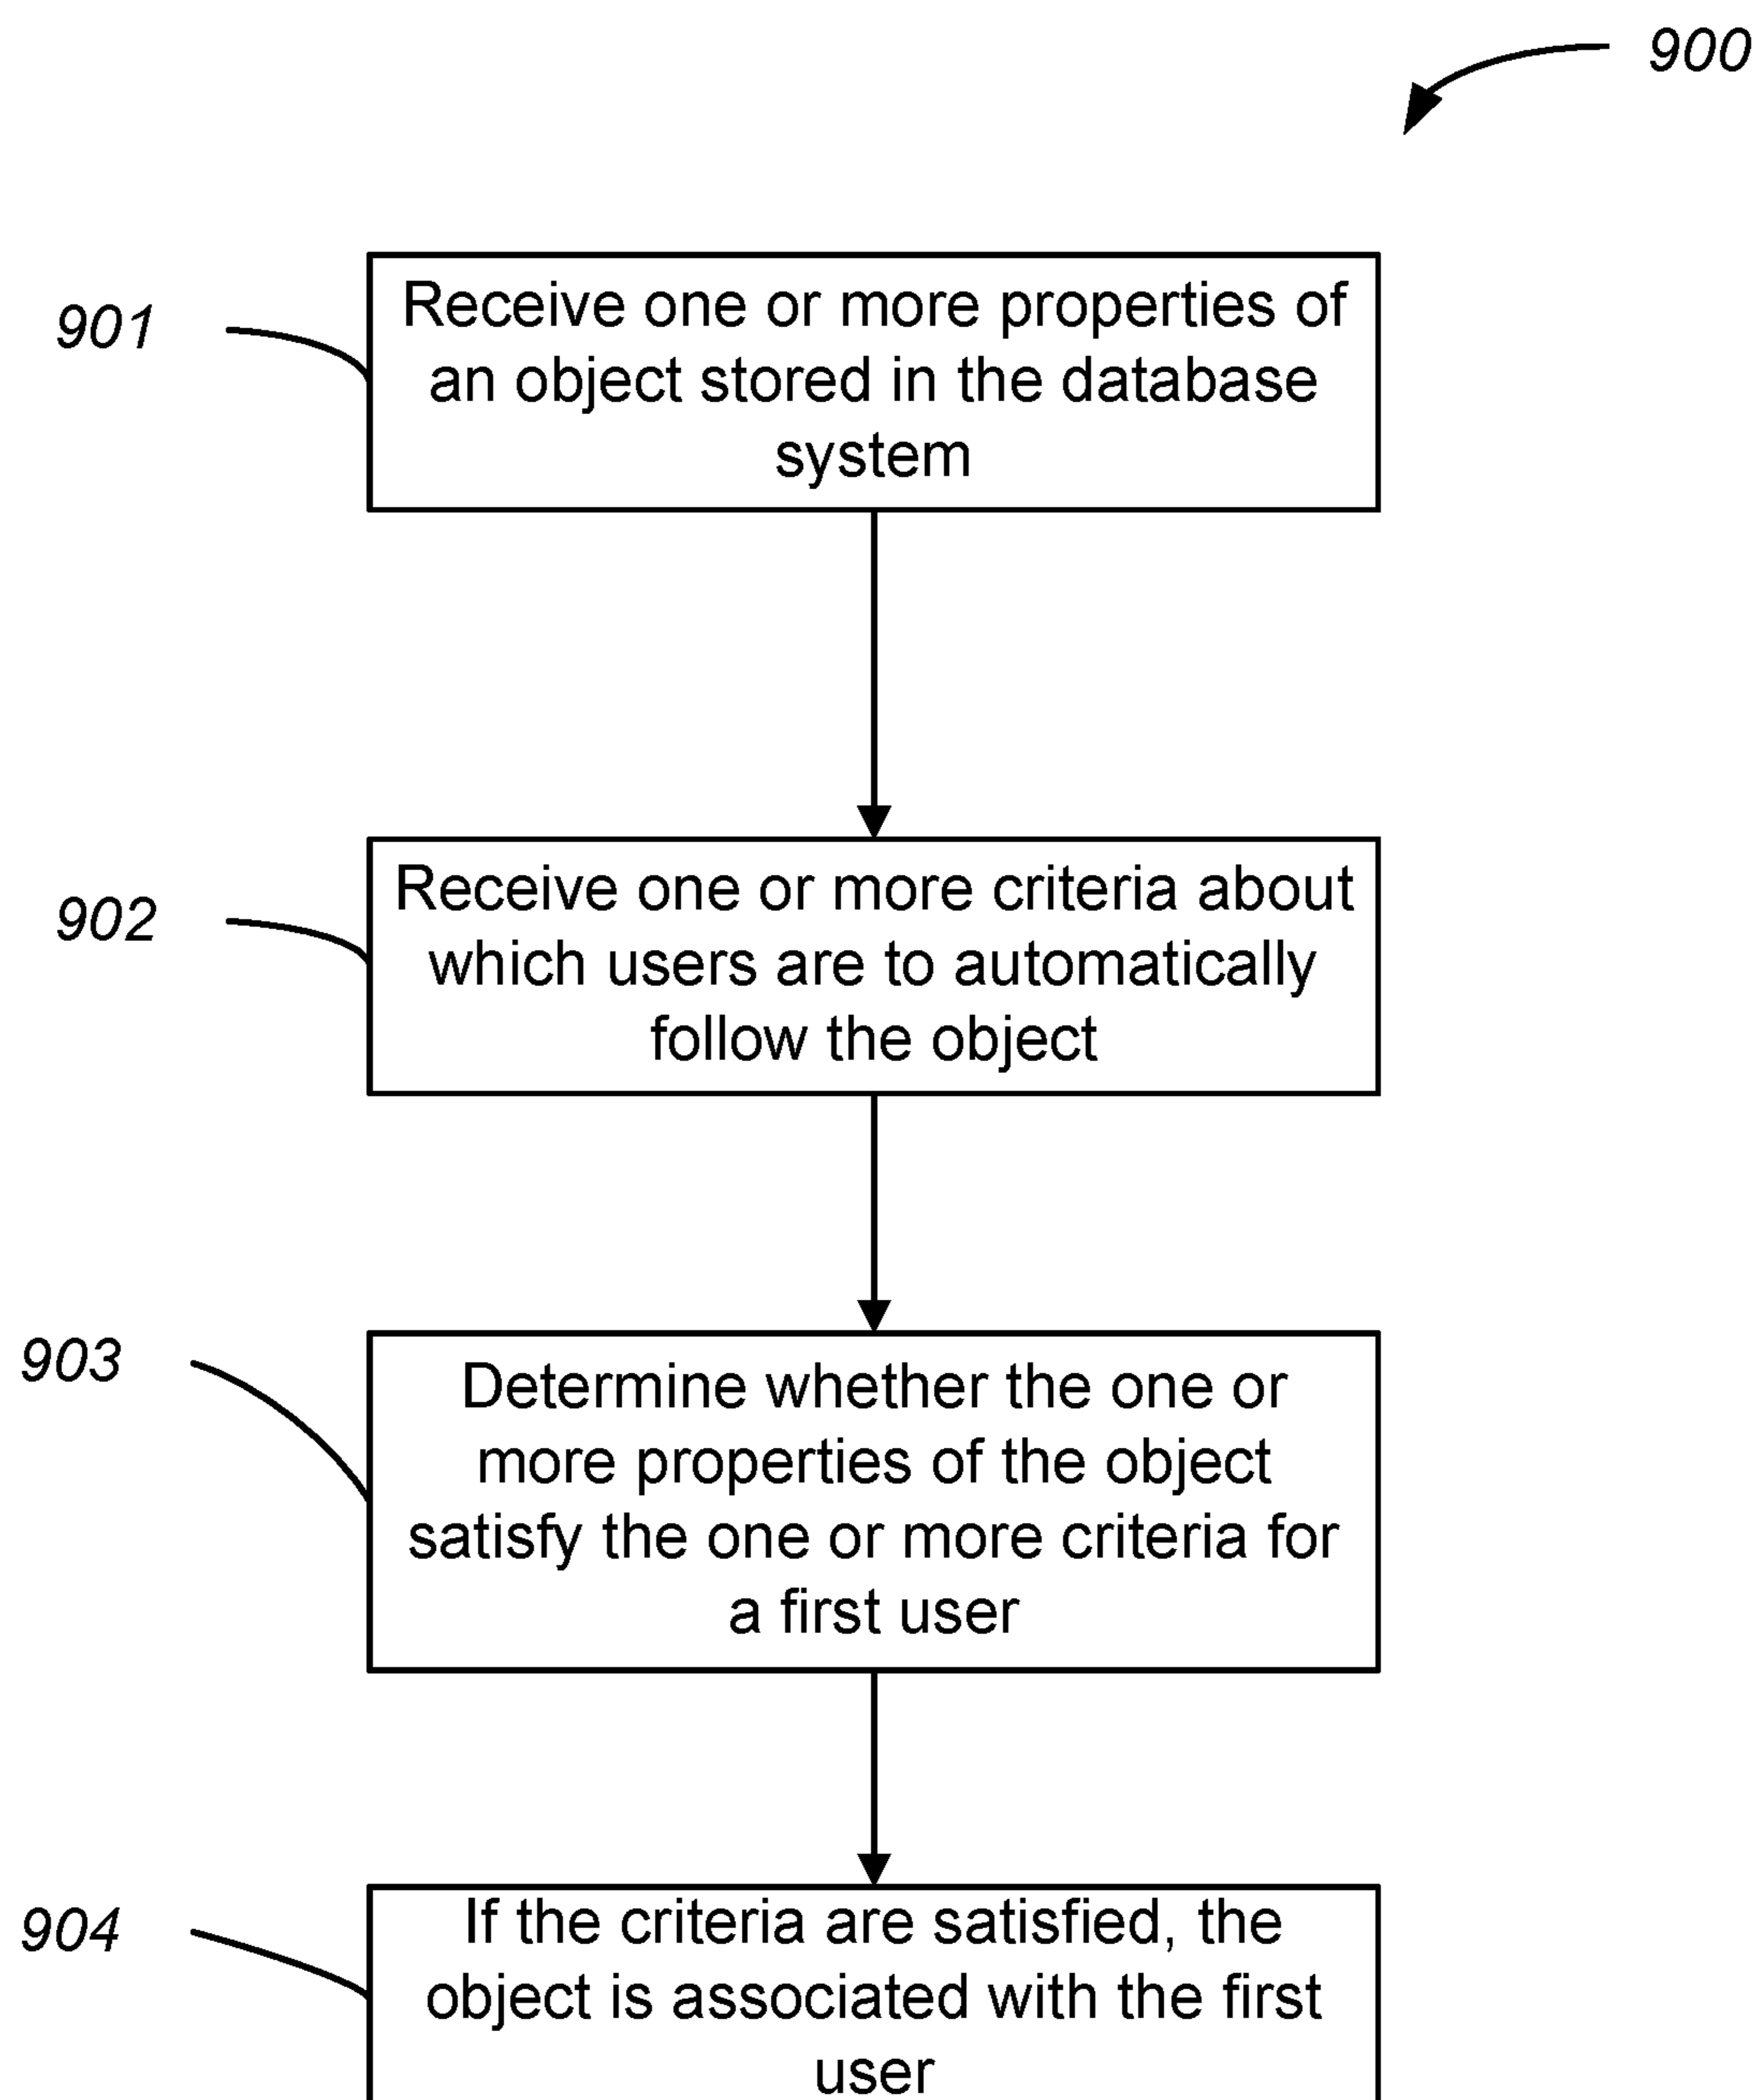 900
901
Receive one or more properties of
an object stored in the database
system
902
Receive one or more criteria about
which users are to automatically
follow the object
903
Determine whether the one or
more properties of the object
satisfy the one or more criteria for
a first user
904
If the criteria are satisfied, the
object is associated with the first
user